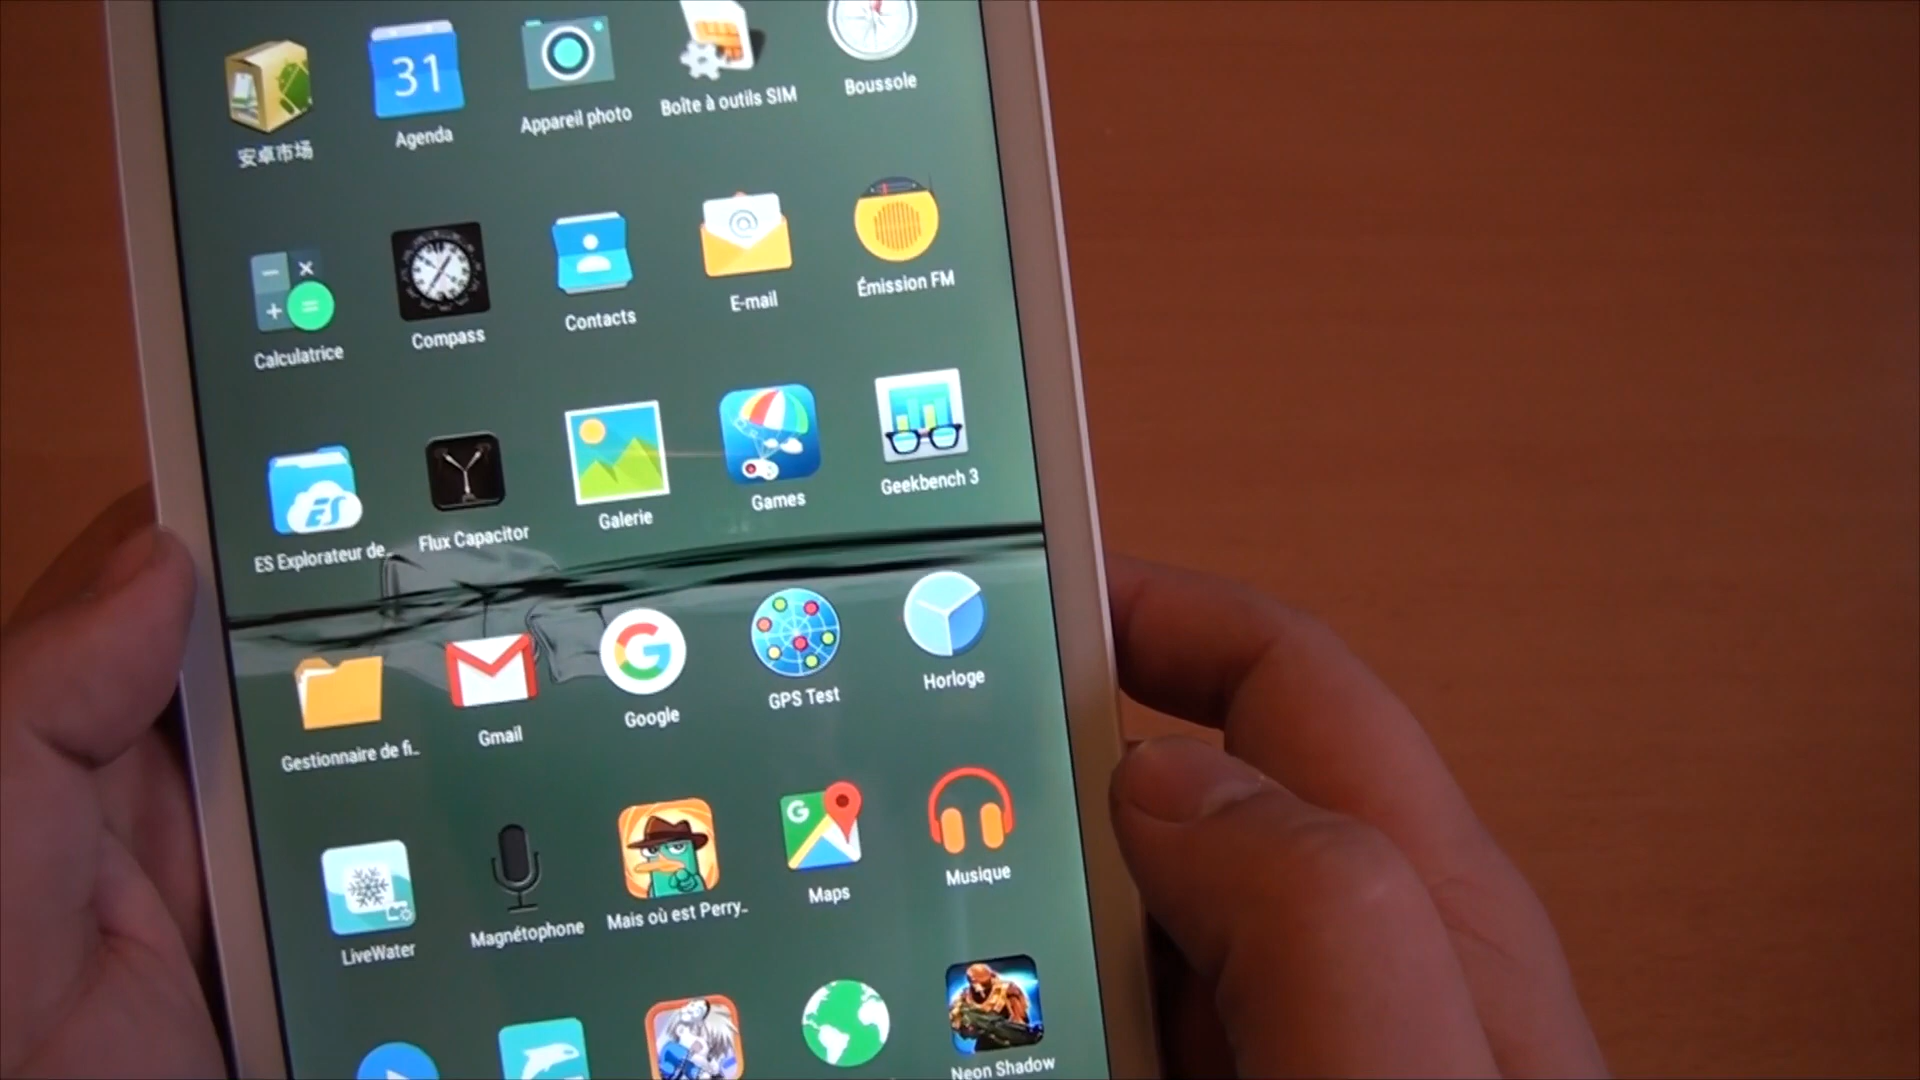 安卓市场
31
Agenda
Appareil photo
Boîte à outils SIM
Boussole
Calculatrice
Compass
Contacts
@
E-mail
Émission FM
ES
ES Explorateur de...
Flux Capacitor
Galerie
Games
Geekbench 3
Gestionnaire de fi...
Gmail
G
Google
GPS Test
Horloge
LiveWater
Magnétophone
Mais où est Perry...
G
Maps
Musique
Neon Shadow